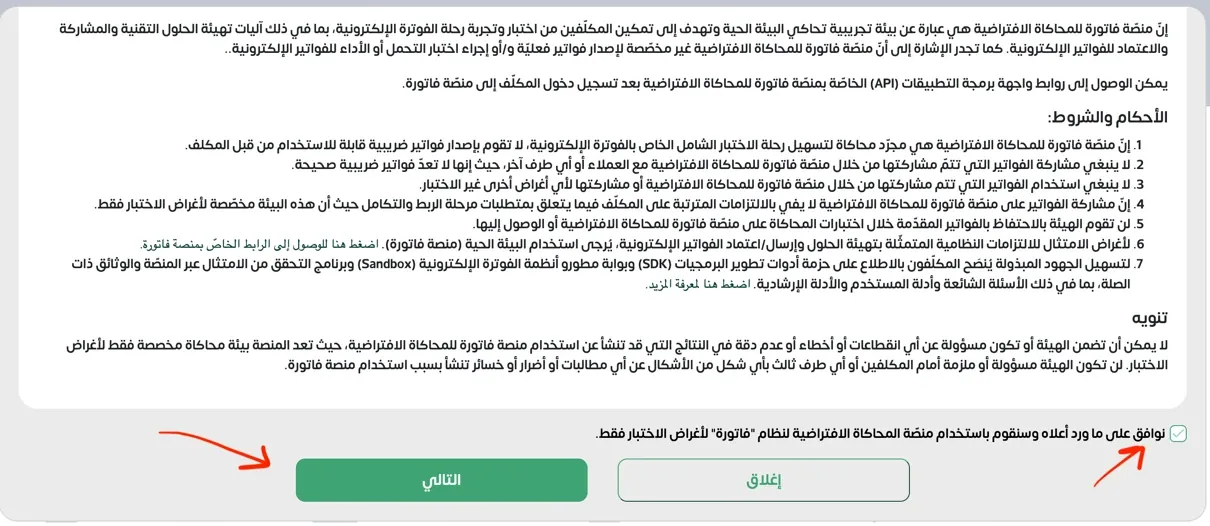 إنّ منصّة فاتورة للمحاكاة الافتراضية هي عبارة عن بيئة تجريبية تحاكي البيئة الحية وتهدف إلى تمكين المكلّفين من اختبار وتجربة رحلة الفوترة الإلكترونية، بما في ذلك آليات تهيئة الحلول التقنية والمشاركة
والاعتماد للفواتير الإلكترونية. كما تجدر الإشارة إلى أنّ منصّة فاتورة للمحاكاة الافتراضية غير مخصّصة لإصدار فواتير فعليّة و/أو إجراء اختبار التحمل أو الأداء للفواتير الإلكترونية..
يمكن الوصول إلى روابط واجهة برمجة التطبيقات (API) الخاصّة بمنصّة فاتورة للمحاكاة الافتراضية بعد تسجيل دخول المكلّف إلى منصّة فاتورة.
الأحكام والشروط:
1. إنّ منصّة فاتورة للمحاكاة الافتراضية هي مجرّد محاكاة لتسهيل رحلة الاختبار الشامل الخاص بالفوترة الإلكترونية، لا تقوم بإصدار فواتير ضريبية قابلة للاستخدام من قبل المكلف.
2. لا ينبغي مشاركة الفواتير التي تتمّ مشاركتها من خلال منصّة فاتورة للمحاكاة الافتراضية مع العملاء أو أي طرف آخر، حيث إنها لا تعدّ فواتير ضريبية صحيحة.
3. لا ينبغي استخدام الفواتير التي تتم مشاركتها من خلال منصّة فاتورة للمحاكاة الافتراضية أو مشاركتها لأي أغراض أخرى غير الاختبار.
4. إنّ مشاركة الفواتير على منصّة فاتورة للمحاكاة الافتراضية لا يفي بالالتزامات المترتبة على المكلّف فيما يتعلق بمتطلبات مرحلة الربط والتكامل حيث أن هذه البيئة مخصّصة لأغراض الاختبار فقط.
5. لن تقوم الهيئة بالاحتفاظ بالفواتير المقدّمة خلال اختبارات المحاكاة على منصّة فاتورة للمحاكاة الافتراضية أو الوصول إليها.
6. لأغراض الامتثال للالتزامات النظامية المتمثّلة بتهيئة الحلول وإرسال/اعتماد الفواتير الإلكترونية، يُرجى استخدام البيئة الحية (منصّة فاتورة). اضغط هنا للوصول إلى الرابط الخاصّ بمنصة فاتورة.
7. لتسهيل الجهود المبذولة يُنصَح المكلّفون بالاطلاع على حزمة أدوات تطوير البرمجيات (SDK) وبوابة مطورو أنظمة الفوترة الإلكترونية (Sandbox) وبرنامج التحقق من الامتثال عبر المنصّة والوثائق ذات
الصلة، بما في ذلك الأسئلة الشائعة وأدلة المستخدم والأدلة الإرشادية. اضغط هنا لمعرفة المزيد.
تنويه
لا يمكن أن تضمن الهيئة أو تكون مسؤولة عن أي انقطاعات أو أخطاء أو عدم دقة في النتائج التي قد تنشأ عن استخدام منصة فاتورة للمحاكاة الافتراضية، حيث تعد المنصة بيئة محاكاة مخصصة فقط لأغراض
الاختبار. لن تكون الهيئة مسؤولة أو ملزمة أمام المكلفين أو أي طرف ثالث بأي شكل من الأشكال عن أي مطالبات أو أضرار أو خسائر تنشأ بسبب استخدام منصة فاتورة.
نوافق على ما ورد أعلاه وسنقوم باستخدام منصّة المحاكاة الافتراضية لنظام "فاتورة" لأغراض الاختبار فقط.
إغلاق
التالي